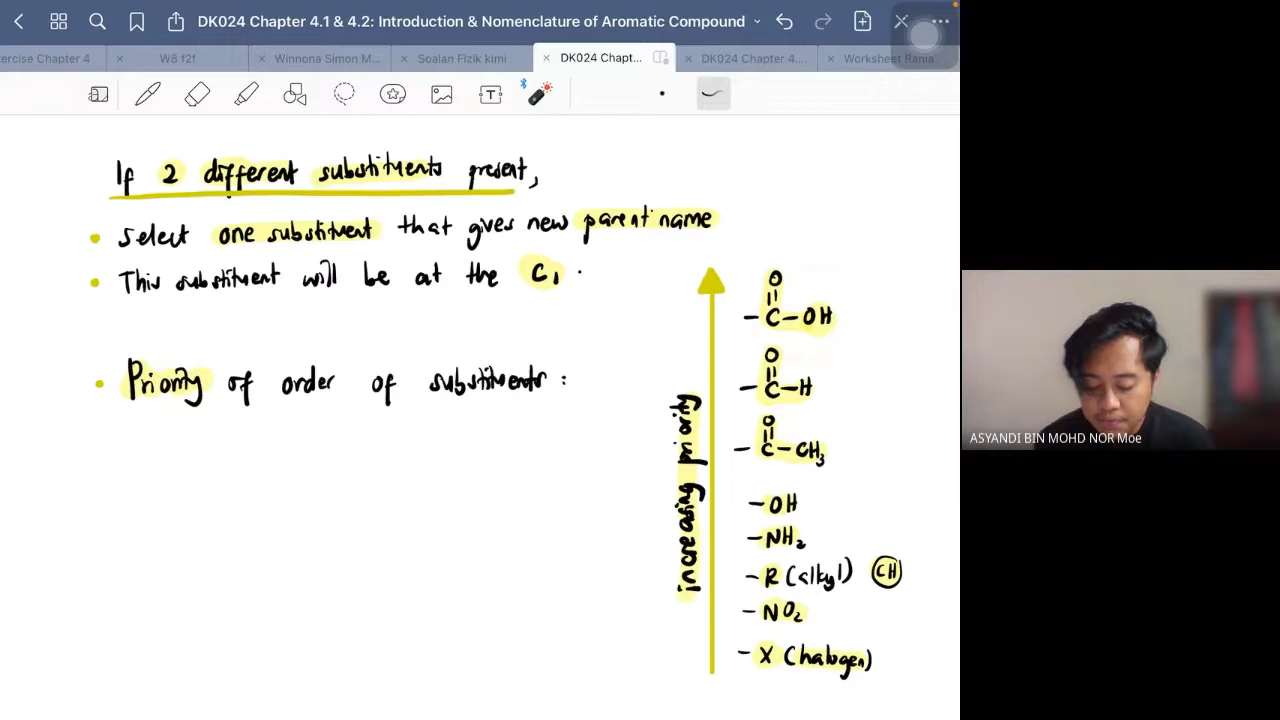 DK024 Chapter 4.1 & 4.2: Introduction & Nomenclature of Aromatic Compound
ercise Chapter 4
W8 f2f
Winnona Simon M...
Soalan Fizik kimi
DK024 Chapt...
DK024 Chapter 4....
Worksheet Rania.
If 2 different substituents present,
• Select one substituent that gives new parent name
• This substituent will be at the C1.
• Priority of order of substituents :
increasing priority
O
=
– C – OH
O
=
– C – H
O
=
– C – CH3
– OH
– NH2
– R (alkyl) CH
– NO2
– X (halogen)
ASYANDI BIN MOHD NOR Moe